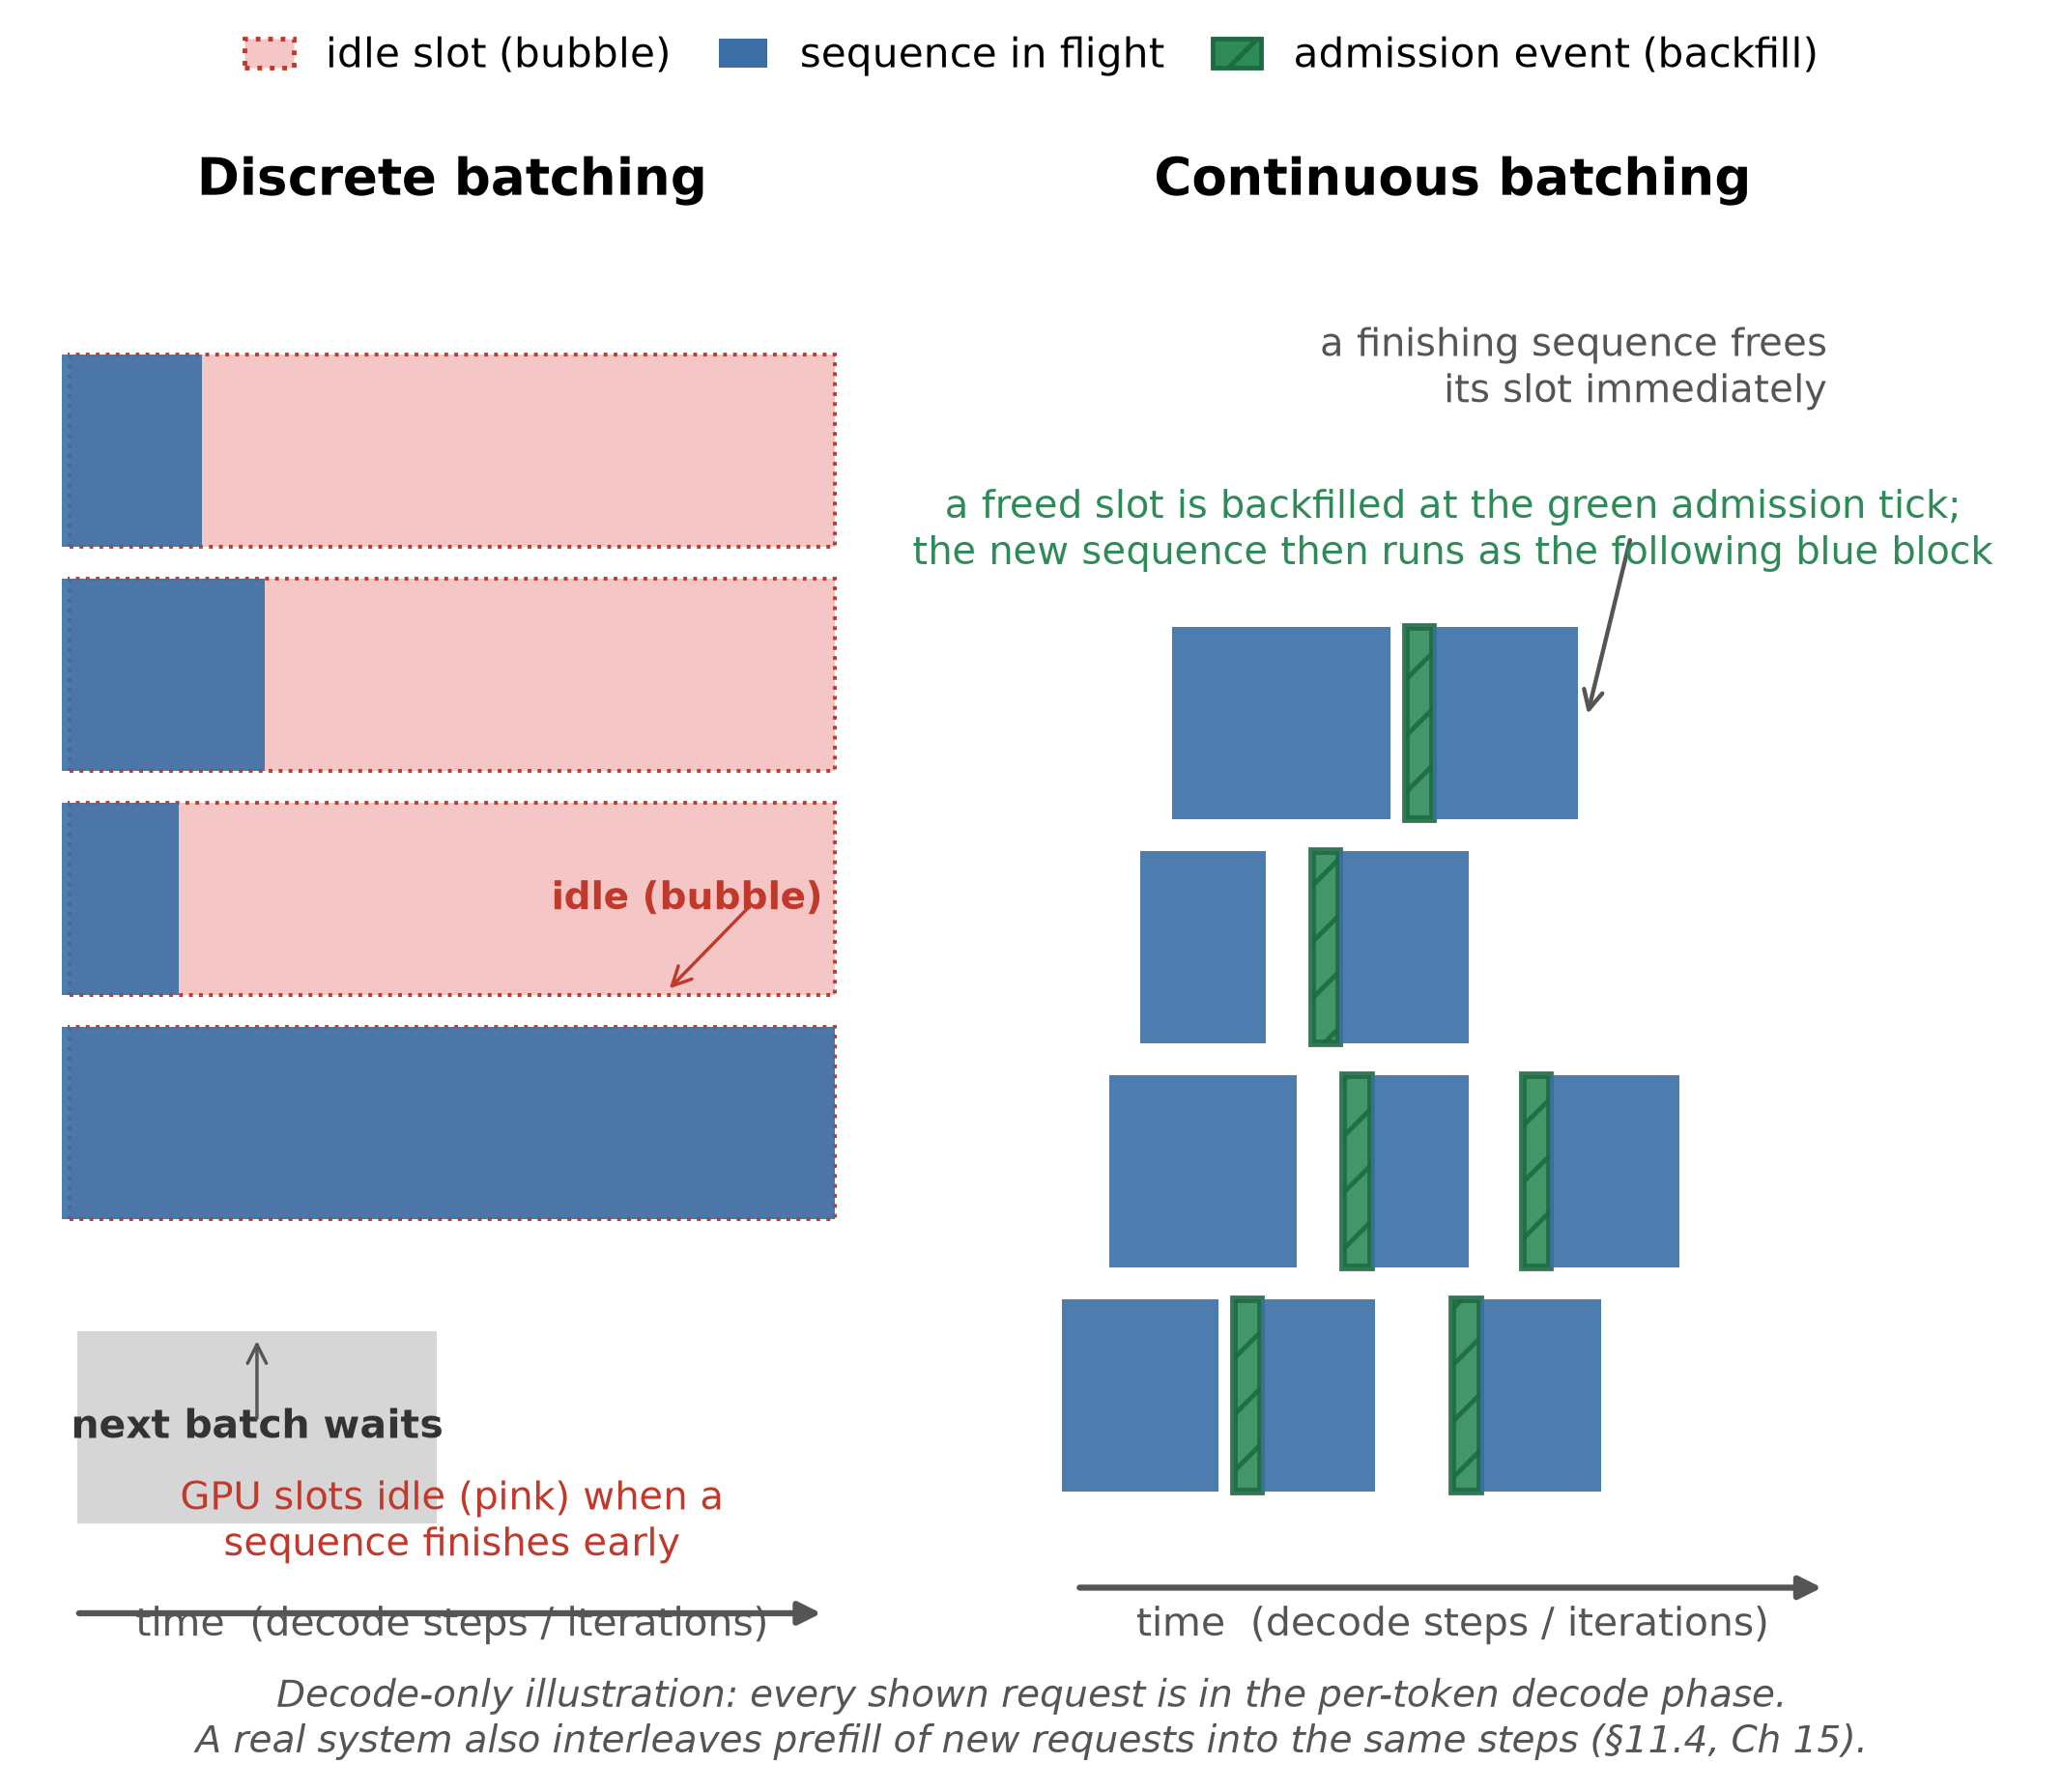 idle slot (bubble)
sequence in flight
admission event (backfill)
Discrete batching
idle (bubble)
next batch waits
GPU slots idle (pink) when a
sequence finishes early
time (decode steps / iterations)
Continuous batching
a finishing sequence frees
its slot immediately
a freed slot is backfilled at the green admission tick;
the new sequence then runs as the following blue block
time (decode steps / iterations)
Decode-only illustration: every shown request is in the per-token decode phase.
A real system also interleaves prefill of new requests into the same steps (§11.4, Ch 15).